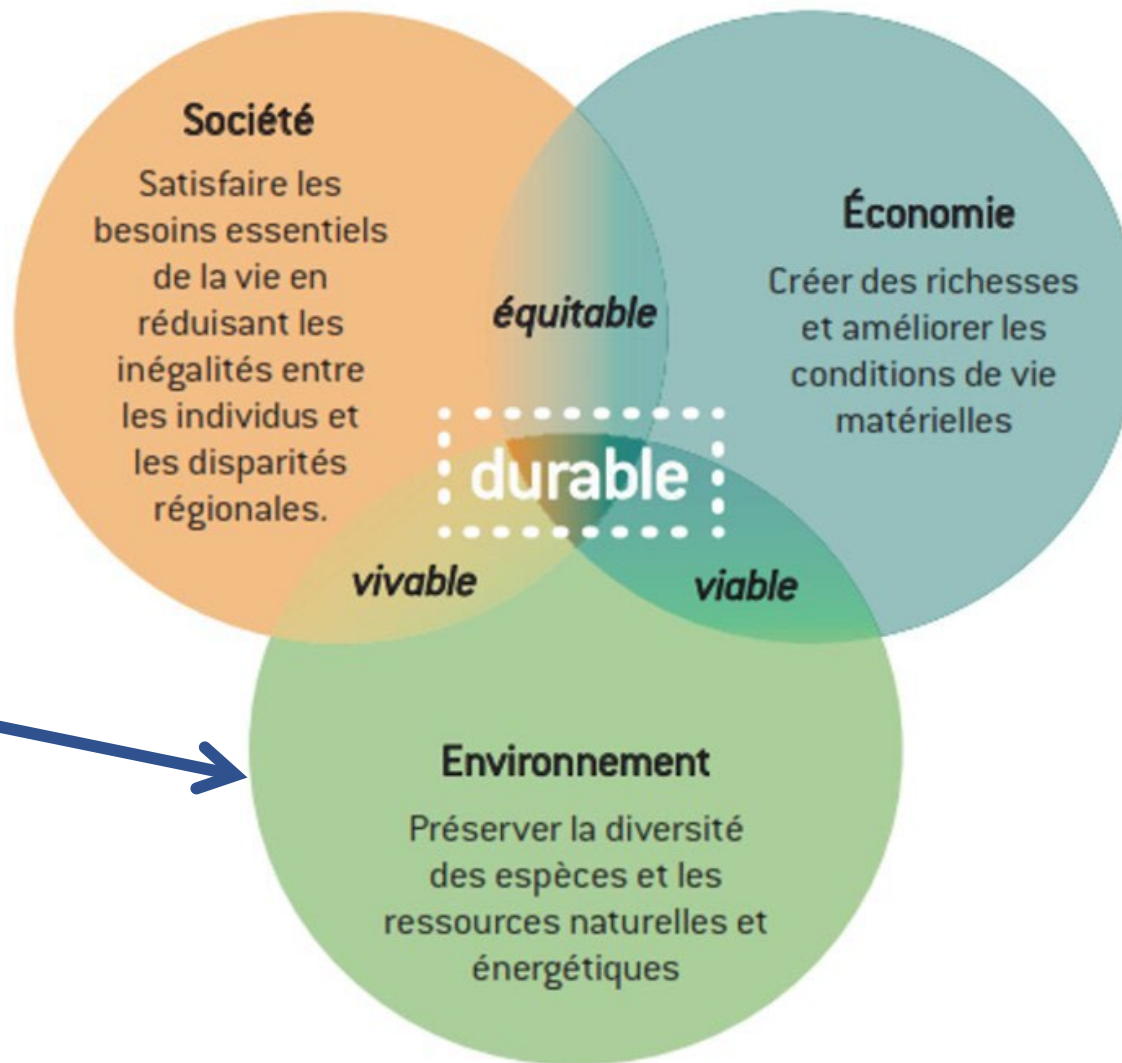 Société
Satisfaire les
besoins essentiels
de la vie en
réduisant les
inégalités entre
les individus et
les disparités
régionales.
Économie
Créer des richesses
et améliorer les
conditions de vie
matérielles
équitable
durable
vivable
viable
Environnement
Préserver la diversité
des espèces et les
ressources naturelles et
énergétiques